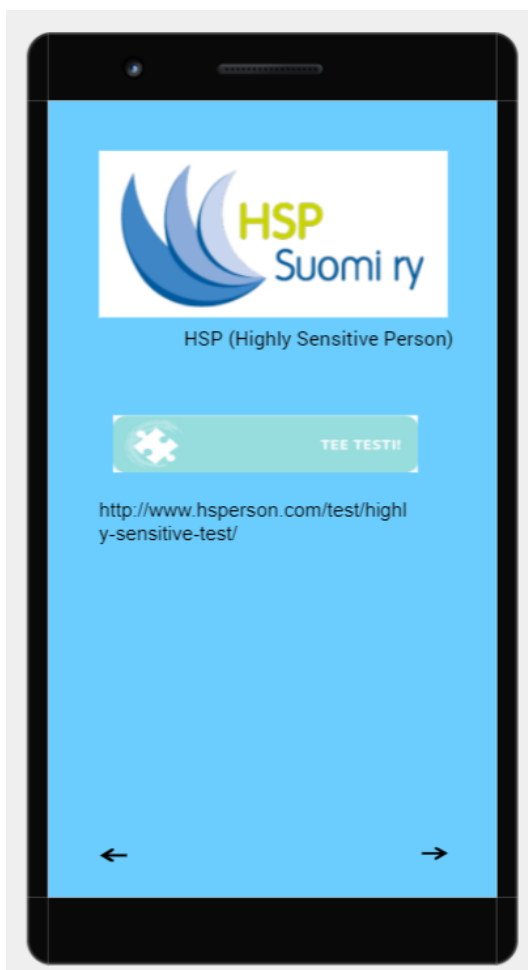 HSP
Suomi ry
HSP (Highly Sensitive Person)
TEE TESTI!
http://www.hsperson.com/test/highl
y-sensitive-test/